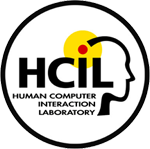 HCIL
HUMAN COMPUTER
INTERACTION
LABORATORY